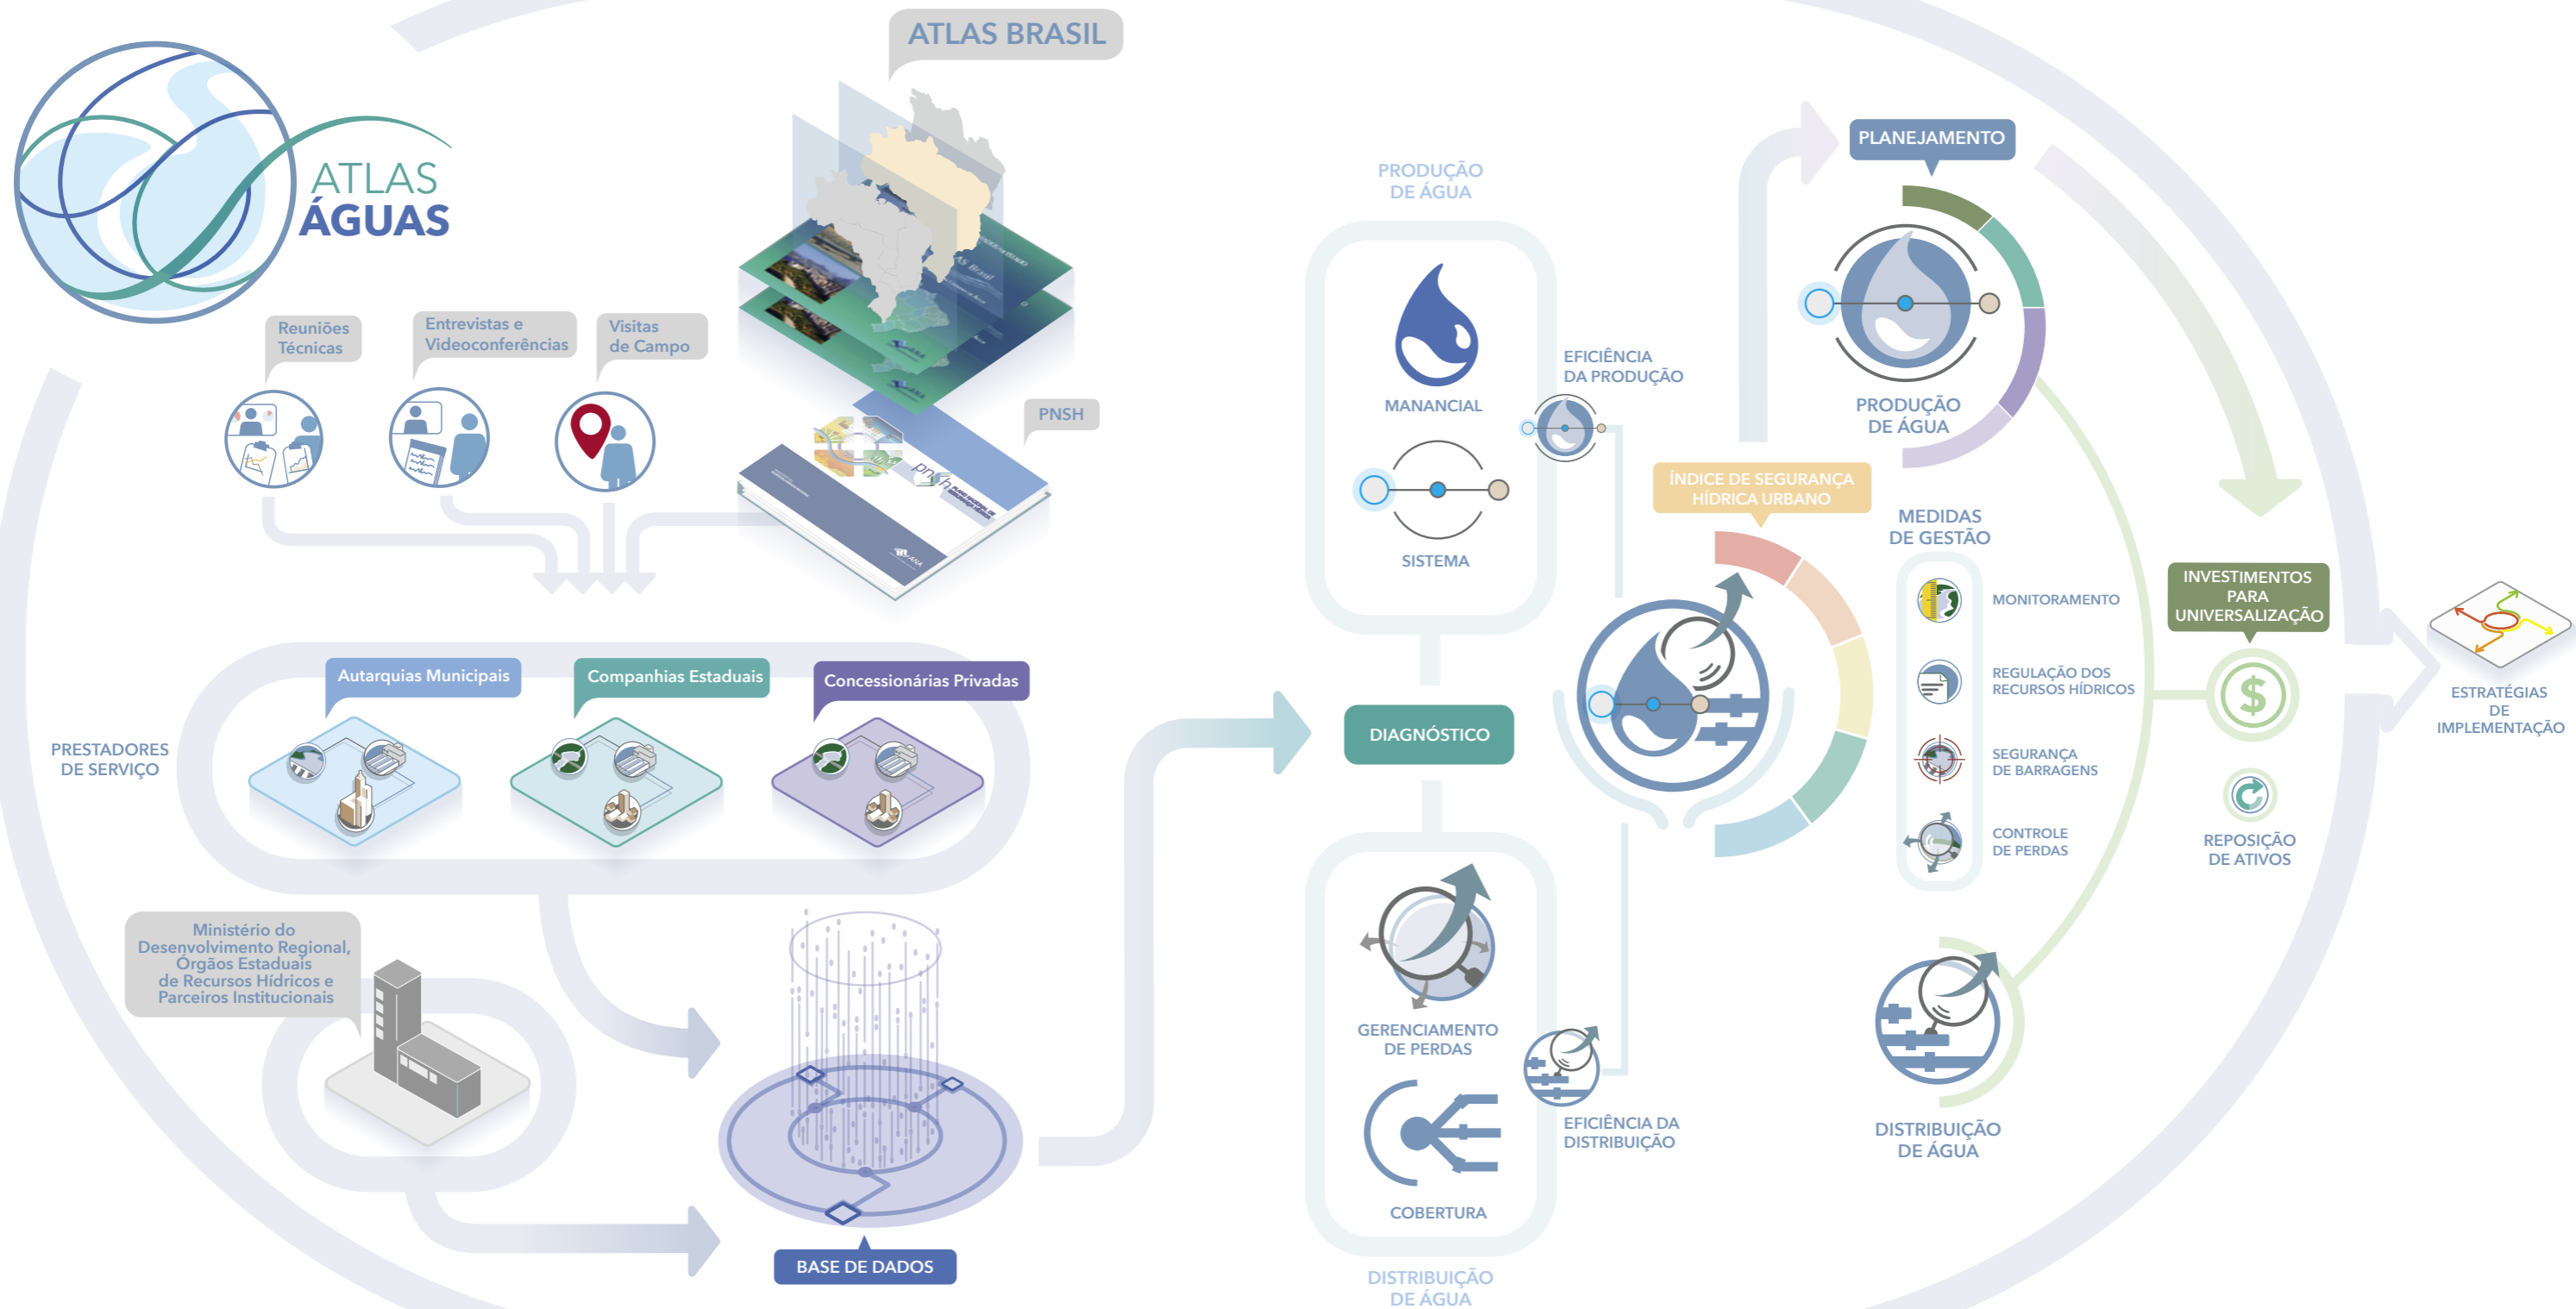 ATLAS
ÁGUAS
ATLAS BRASIL
Reuniões
Técnicas
Entrevistas e
Videoconferências
Visitas
de Campo
PNSH
pnsh
ANA
PRESTADORES
DE SERVIÇO
Autarquias Municipais
Companhias Estaduais
Concessionárias Privadas
Ministério do
Desenvolvimento Regional,
Órgãos Estaduais
de Recursos Hídricos e
Parceiros Institucionais
BASE DE DADOS
PRODUÇÃO
DE ÁGUA
MANANCIAL
SISTEMA
EFICIÊNCIA
DA PRODUÇÃO
DIAGNÓSTICO
GERENCIAMENTO
DE PERDAS
COBERTURA
EFICIÊNCIA DA
DISTRIBUIÇÃO
DISTRIBUIÇÃO
DE ÁGUA
ÍNDICE DE SEGURANÇA
HÍDRICA URBANO
PLANEJAMENTO
PRODUÇÃO
DE ÁGUA
MEDIDAS
DE GESTÃO
MONITORAMENTO
REGULAÇÃO DOS
RECURSOS HÍDRICOS
SEGURANÇA
DE BARRAGENS
CONTROLE
DE PERDAS
DISTRIBUIÇÃO
DE ÁGUA
INVESTIMENTOS
PARA
UNIVERSALIZAÇÃO
$
REPOSIÇÃO
DE ATIVOS
ESTRATÉGIAS
DE
IMPLEMENTAÇÃO